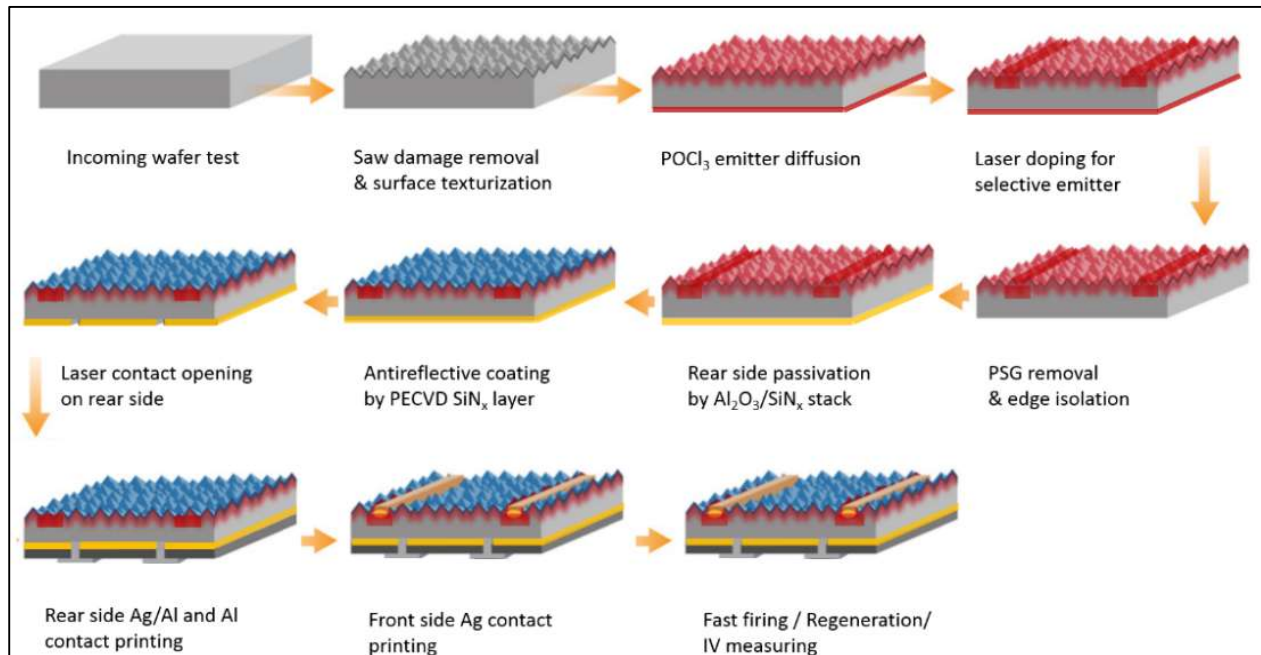 Incoming wafer test
Saw damage removal
& surface texturization
POCl₃ emitter diffusion
Laser doping for
selective emitter
Laser contact opening
on rear side
Antireflective coating
by PECVD SiNₓ layer
Rear side passivation
by Al₂O₃/SiNₓ stack
PSG removal
& edge isolation
Rear side Ag/Al and Al
contact printing
Front side Ag contact
printing
Fast firing / Regeneration/
IV measuring